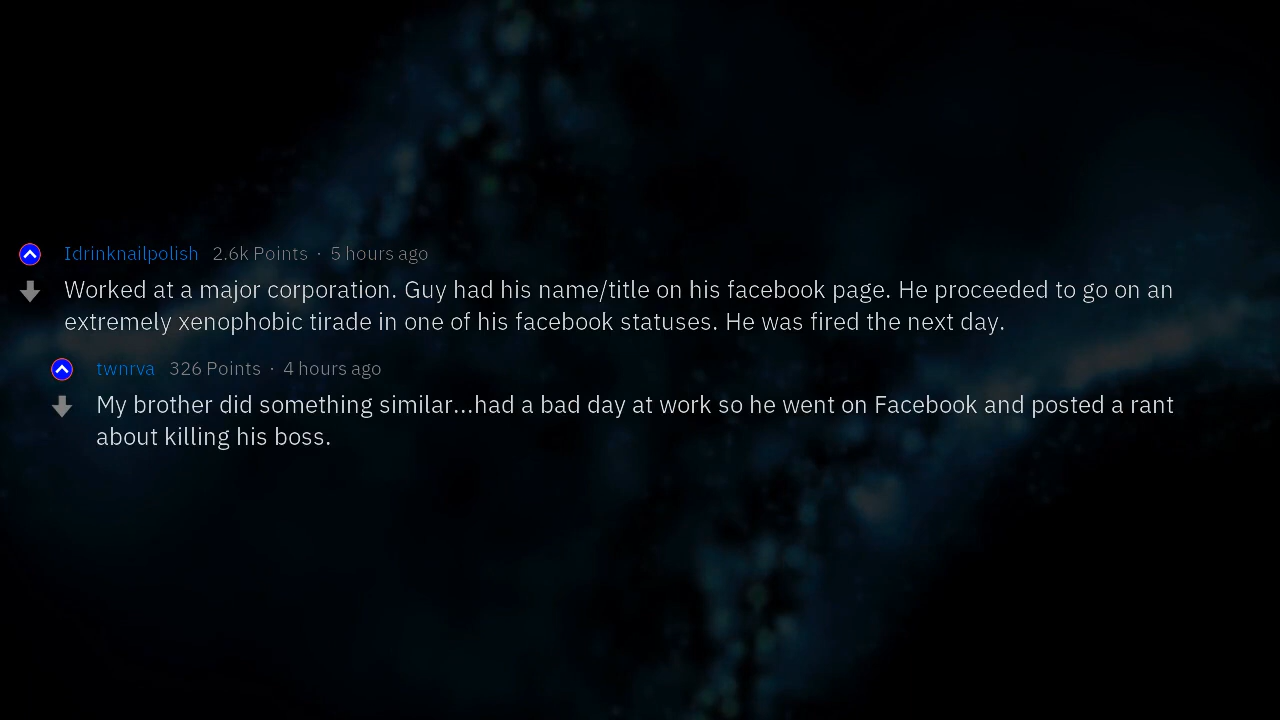 Idrinknailpolish 2.6k Points · 5 hours ago
Worked at a major corporation. Guy had his name/title on his facebook page. He proceeded to go on an
extremely xenophobic tirade in one of his facebook statuses. He was fired the next day.
twnrva 326 Points · 4 hours ago
My brother did something similar...had a bad day at work so he went on Facebook and posted a rant
about killing his boss.